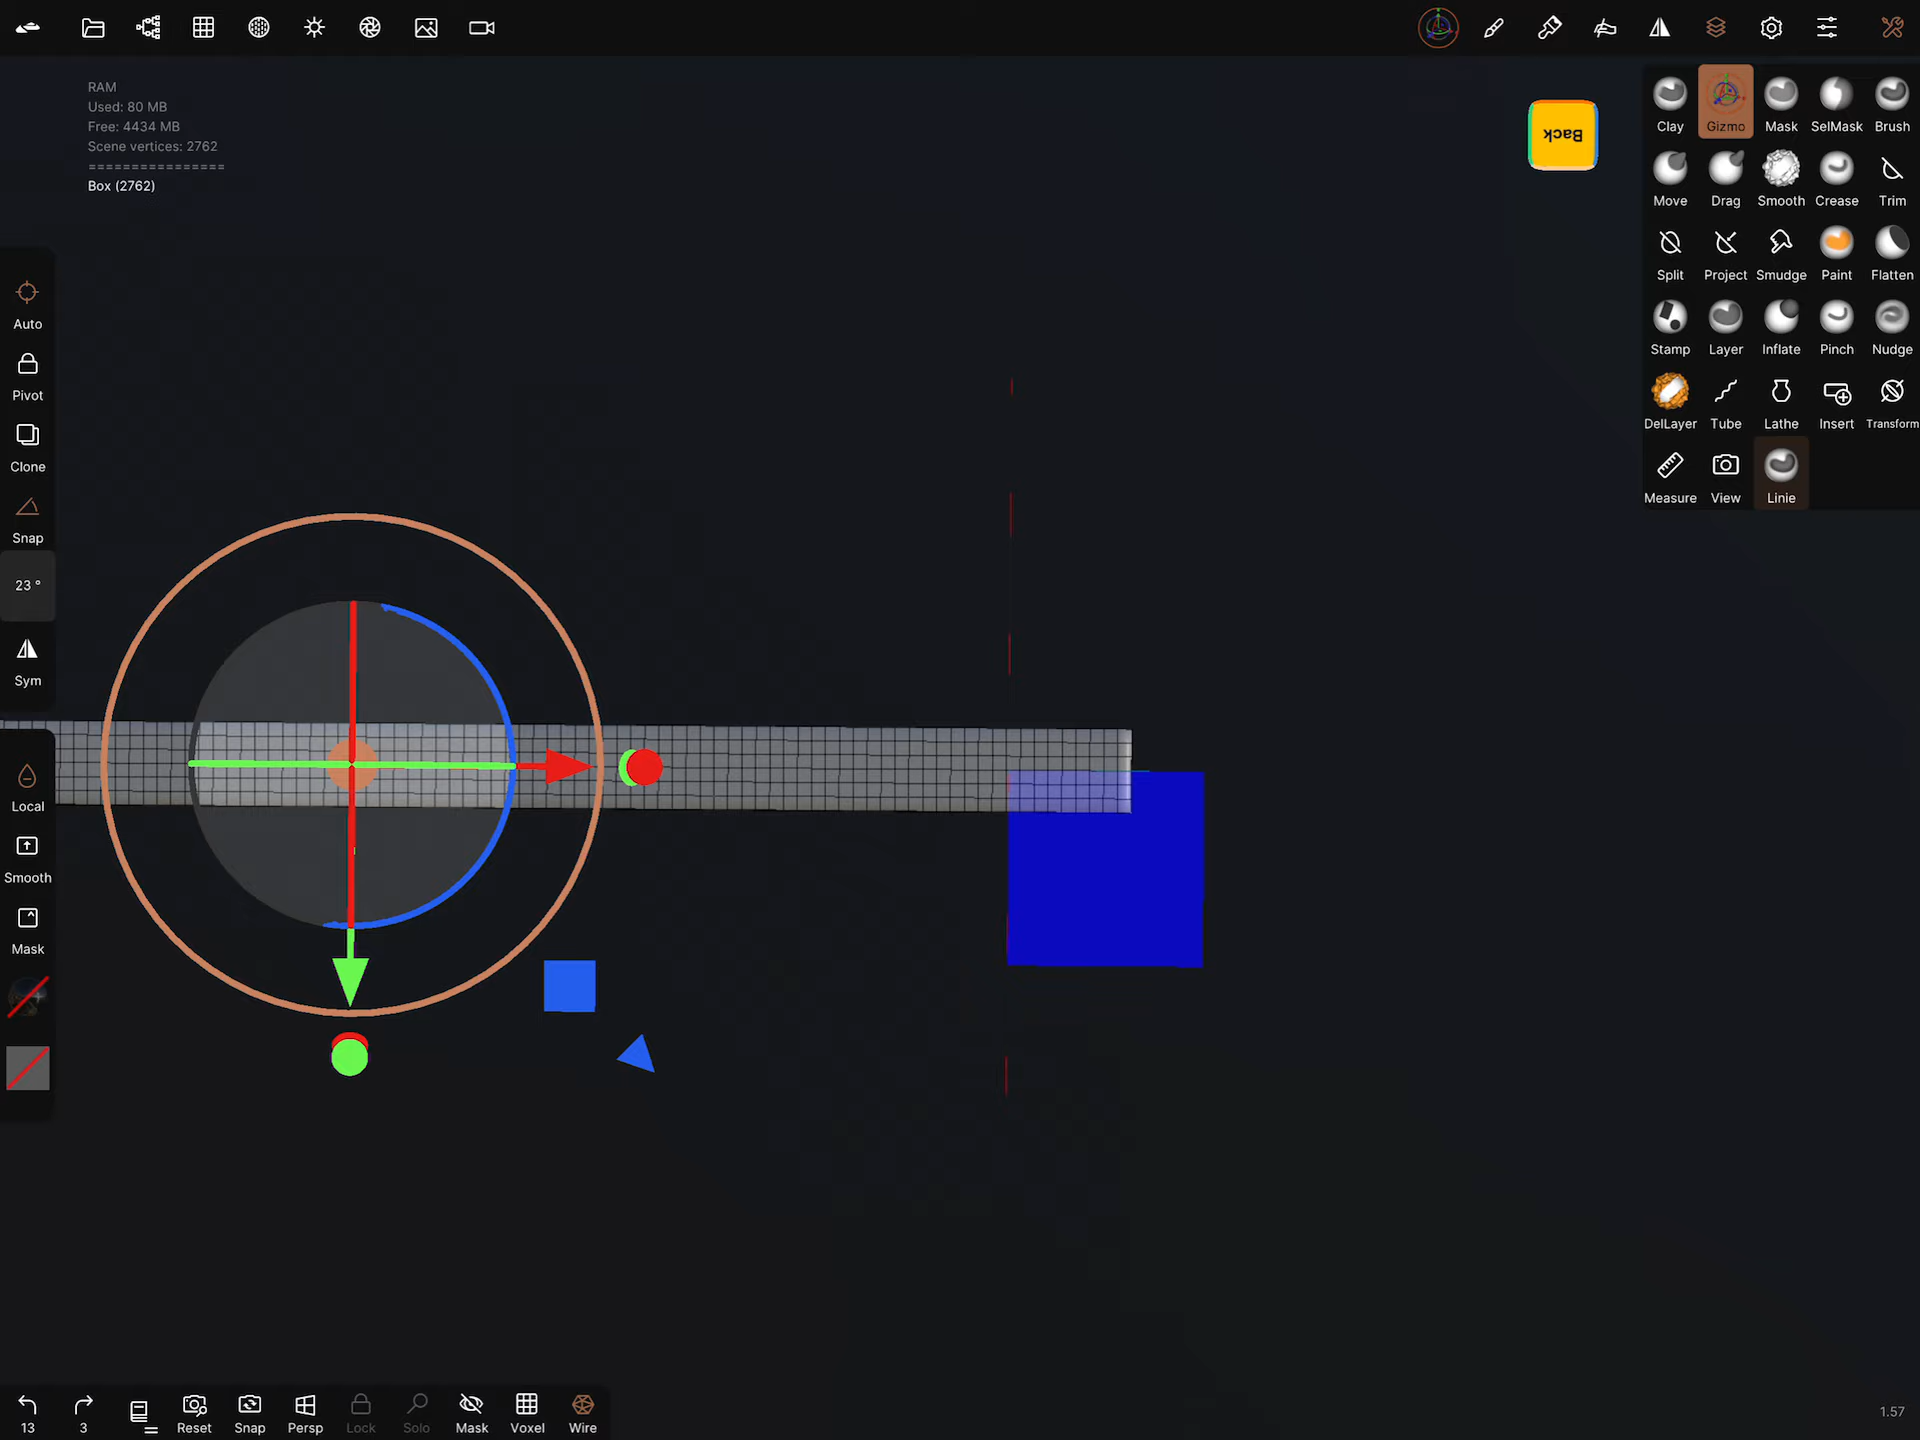 RAM
Used: 80 MB
Free: 4434 MB
Scene vertices: 2762
================
Box (2762)
Back
Clay Gizmo Mask SelMask Brush
Move Drag Smooth Crease Trim
Split Project Smudge Paint Flatten
Stamp Layer Inflate Pinch Nudge
DelLayer Tube Lathe Insert Transform
Measure View Linie
Auto
Pivot
Clone
Snap
23 °
Sym
Local
Smooth
Mask
13 3 Reset Snap Persp Lock Solo Mask Voxel Wire
1.57